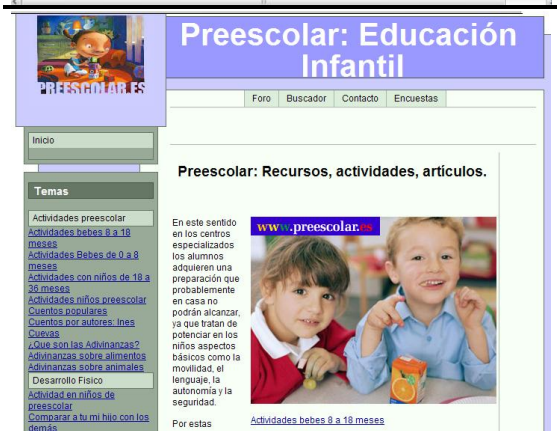 PREESCOLAR.ES
Preescolar: Educación
Infantil
Foro Buscador Contacto Encuestas
Inicio
Temas
Actividades preescolar
Actividades bebes 8 a 18
meses
Actividades Bebes de 0 a 8
meses
Actividades con niños de 18 a
36 meses
Actividades niños preescolar
Cuentos populares
Cuentos por autores: Ines
Cuevas
¿Que son las Adivinanzas?
Adivinanzas sobre alimentos
Adivinanzas sobre animales
Desarrollo Fisico
Actividad en niños de
preescolar
Comparar a tu mi hijo con los
demás
Preescolar: Recursos, actividades, artículos.
En este sentido
en los centros
especializados
los alumnos
adquieren una
preparación que
probablemente
en casa no
podrán alcanzar,
ya que tratan de
potenciar en los
niños aspectos
básicos como la
movilidad, el
lenguaje, la
autonomía y la
seguridad.
Por estas
www.preescolar.es
Actividades bebes 8 a 18 meses